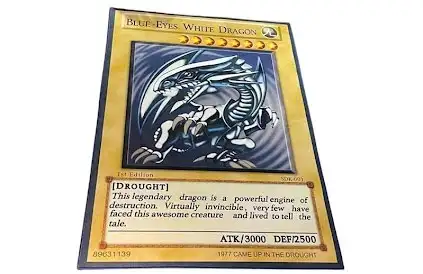 BLUE-EYES WHITE DRAGON
1st Edition SDK-001
[DROUGHT]
This legendary dragon is a powerful engine of
destruction. Virtually invincible, very few have
faced this awesome creature and lived to tell the
tale.
ATK/3000 DEF/2500
89631139 1977 CAME UP IN THE DROUGHT